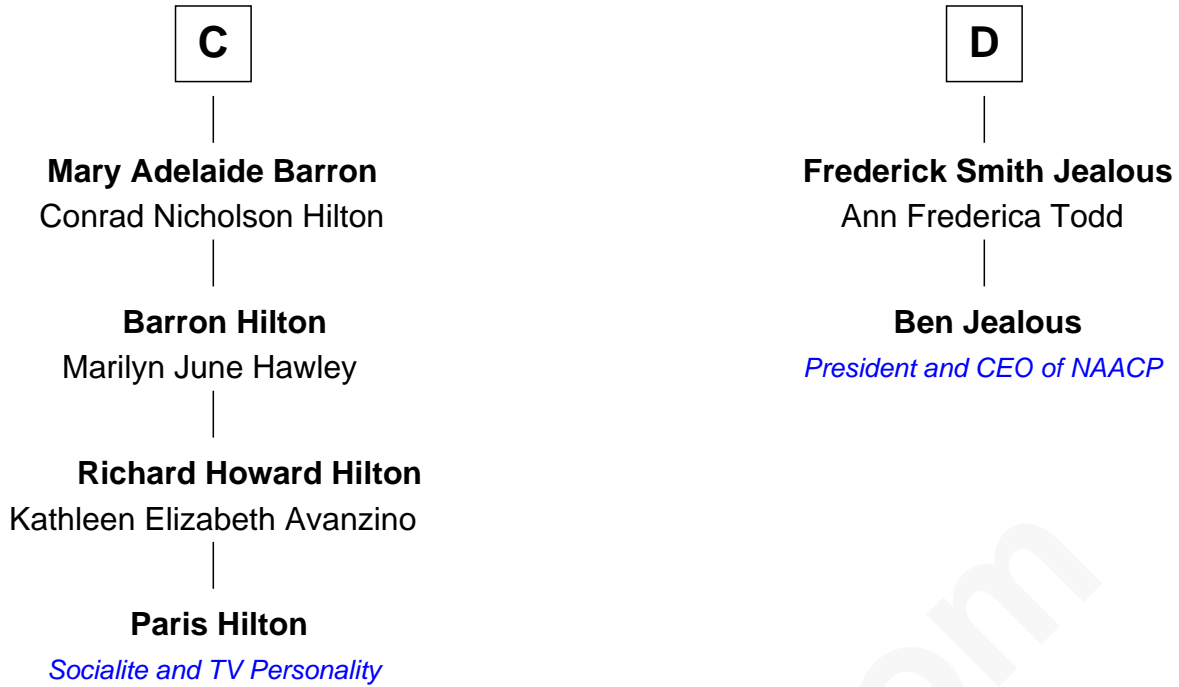 C
Mary Adelaide Barron
Conrad Nicholson Hilton
Barron Hilton
Marilyn June Hawley
Richard Howard Hilton
Kathleen Elizabeth Avanzino
Paris Hilton
Socialite and TV Personality
D
Frederick Smith Jealous
Ann Frederica Todd
Ben Jealous
President and CEO of NAACP
om